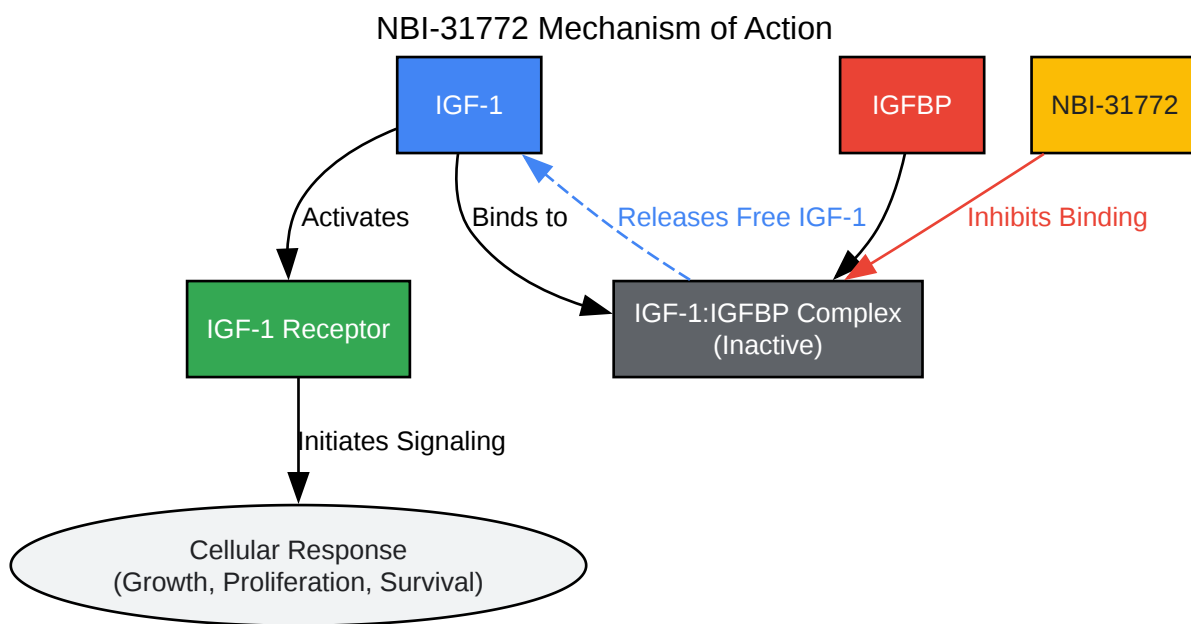 NBI-31772 Mechanism of Action
IGF-1
IGFBP
NBI-31772
Activates
Binds to
Releases Free IGF-1
Inhibits Binding
IGF-1 Receptor
IGF-1:IGFBP Complex
(Inactive)
Initiates Signaling
Cellular Response
(Growth, Proliferation, Survival)